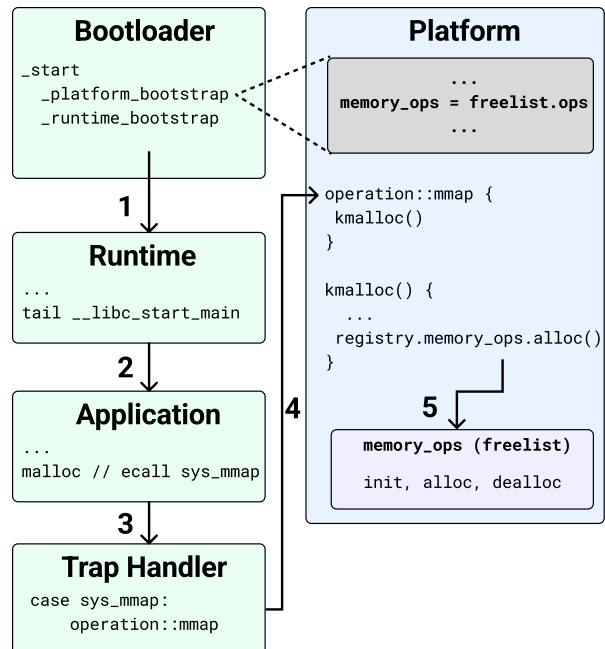 Bootloader
_start
_platform_bootstrap
_runtime_bootstrap
1
Runtime
...
tail __libc_start_main
2
Application
...
malloc // ecall sys_mmap
3
Trap Handler
case sys_mmap:
operation::mmap
4
Platform
...
memory_ops = freelist.ops
...
operation::mmap {
kmalloc()
}
kmalloc() {
...
registry.memory_ops.alloc()
}
5
memory_ops (freelist)
init, alloc, dealloc